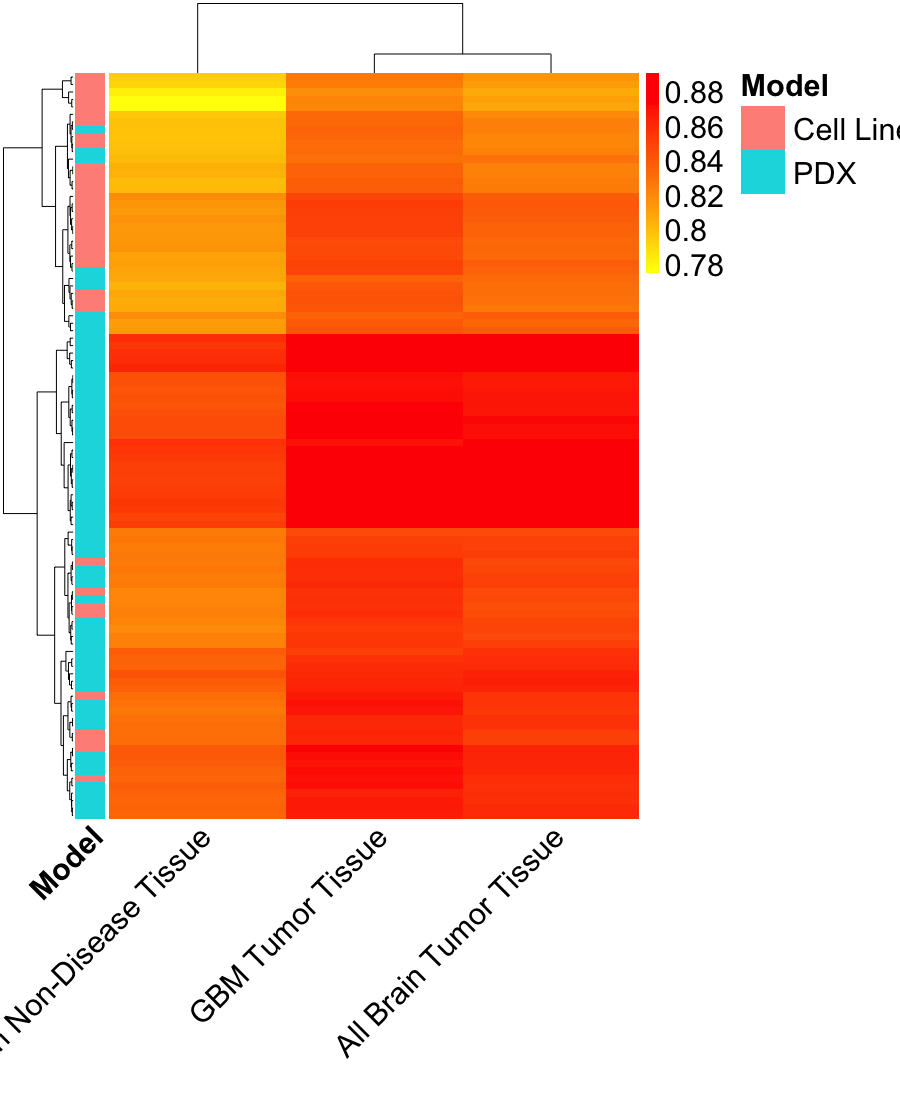 Model
Cell Line
PDX
0.88
0.86
0.84
0.82
0.8
0.78
Model
Non-Disease Tissue
GBM Tumor Tissue
All Brain Tumor Tissue